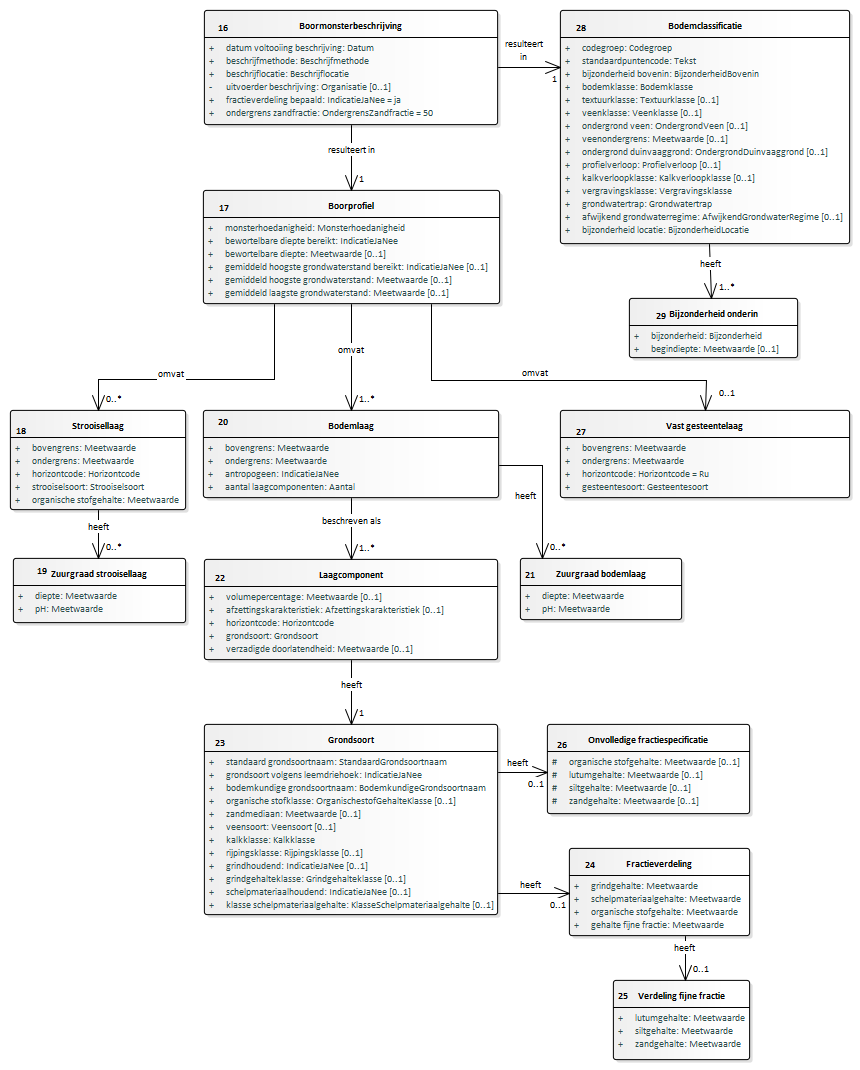 16 Boormonsterbeschrijving
+ datum voltooiing beschrijving: Datum
+ beschrijfmethode: Beschrijfmethode
+ beschrijflocatie: Beschrijflocatie
- uitvoerder beschrijving: Organisatie [0..1]
+ fractieverdeling bepaald: IndicatieJaNee = ja
+ ondergrens zandfractie: OndergrensZandfractie = 50
resulteert
in
1
28 Bodemclassificatie
+ codegroep: Codegroep
+ standaardpuntencode: Tekst
+ bijzonderheid bovenin: BijzonderheidBovenin
+ bodemklasse: Bodemklasse
+ textuurklasse: Textuurklasse [0..1]
+ veenklasse: Veenklasse [0..1]
+ ondergrond veen: OndergrondVeen [0..1]
+ veenondergrens: Meetwaarde [0..1]
+ ondergrond duinvaaggrond: OndergrondDuinvaaggrond [0..1]
+ profielverloop: Profielverloop [0..1]
+ kalkverloopklasse: Kalkverloopklasse [0..1]
+ vergravingsklasse: Vergravingsklasse
+ grondwatertrap: Grondwatertrap
+ afwijkend grondwaterregime: AfwijkendGrondwaterRegime [0..1]
+ bijzonderheid locatie: BijzonderheidLocatie
resulteert in
1
17 Boorprofiel
+ monsterhoedanigheid: Monsterhoedanigheid
+ bewortelbare diepte bereikt: IndicatieJaNee
+ bewortelbare diepte: Meetwaarde [0..1]
+ gemiddeld hoogste grondwaterstand bereikt: IndicatieJaNee [0..1]
+ gemiddeld hoogste grondwaterstand: Meetwaarde [0..1]
+ gemiddeld laagste grondwaterstand: Meetwaarde [0..1]
heeft
1..*
29 Bijzonderheid onderin
+ bijzonderheid: Bijzonderheid
+ begindiepte: Meetwaarde [0..1]
omvat
0..*
omvat
1..*
omvat
0..1
18 Strooisellaag
+ bovengrens: Meetwaarde
+ ondergrens: Meetwaarde
+ horizontcode: Horizontcode
+ strooiselsoort: Strooiselsoort
+ organische stofgehalte: Meetwaarde
20 Bodemlaag
+ bovengrens: Meetwaarde
+ ondergrens: Meetwaarde
+ antropogeen: IndicatieJaNee
+ aantal laagcomponenten: Aantal
27 Vast gesteentelaag
+ bovengrens: Meetwaarde
+ ondergrens: Meetwaarde
+ horizontcode: Horizontcode = Ru
+ gesteentesoort: Gesteentesoort
heeft
0..*
beschreven als
1..*
heeft
0..*
19 Zuurgraad strooisellaag
+ diepte: Meetwaarde
+ pH: Meetwaarde
22 Laagcomponent
+ volumepercentage: Meetwaarde [0..1]
+ afzettingskarakteristiek: Afzettingskarakteristiek [0..1]
+ horizontcode: Horizontcode
+ grondsoort: Grondsoort
+ verzadigde doorlatendheid: Meetwaarde [0..1]
21 Zuurgraad bodemlaag
+ diepte: Meetwaarde
+ pH: Meetwaarde
heeft
1
23 Grondsoort
+ standaard grondsoortnaam: StandaardGrondsoortnaam
+ grondsoort volgens leemdriehoek: IndicatieJaNee
+ bodemkundige grondsoortnaam: BodemkundigeGrondsoortnaam
+ organische stofklasse: OrganischestofGehalteKlasse [0..1]
+ zandmediaan: Meetwaarde [0..1]
+ veensoort: Veensoort [0..1]
+ kalkklasse: Kalkklasse
+ rijpingsklasse: Rijpingsklasse [0..1]
+ grindhoudend: IndicatieJaNee [0..1]
+ grindgehalteklasse: Grindgehalteklasse [0..1]
+ schelpmateriaalhoudend: IndicatieJaNee [0..1]
+ klasse schelpmateriaalgehalte: KlasseSchelpmateriaalgehalte [0..1]
heeft
0..1
26 Onvolledige fractiespecificatie
# organische stofgehalte: Meetwaarde [0..1]
# lutumgehalte: Meetwaarde [0..1]
# siltgehalte: Meetwaarde [0..1]
# zandgehalte: Meetwaarde [0..1]
heeft
0..1
24 Fractieverdeling
+ grindgehalte: Meetwaarde
+ schelpmateriaalgehalte: Meetwaarde
+ organische stofgehalte: Meetwaarde
+ gehalte fijne fractie: Meetwaarde
heeft
0..1
25 Verdeling fijne fractie
+ lutumgehalte: Meetwaarde
+ siltgehalte: Meetwaarde
+ zandgehalte: Meetwaarde